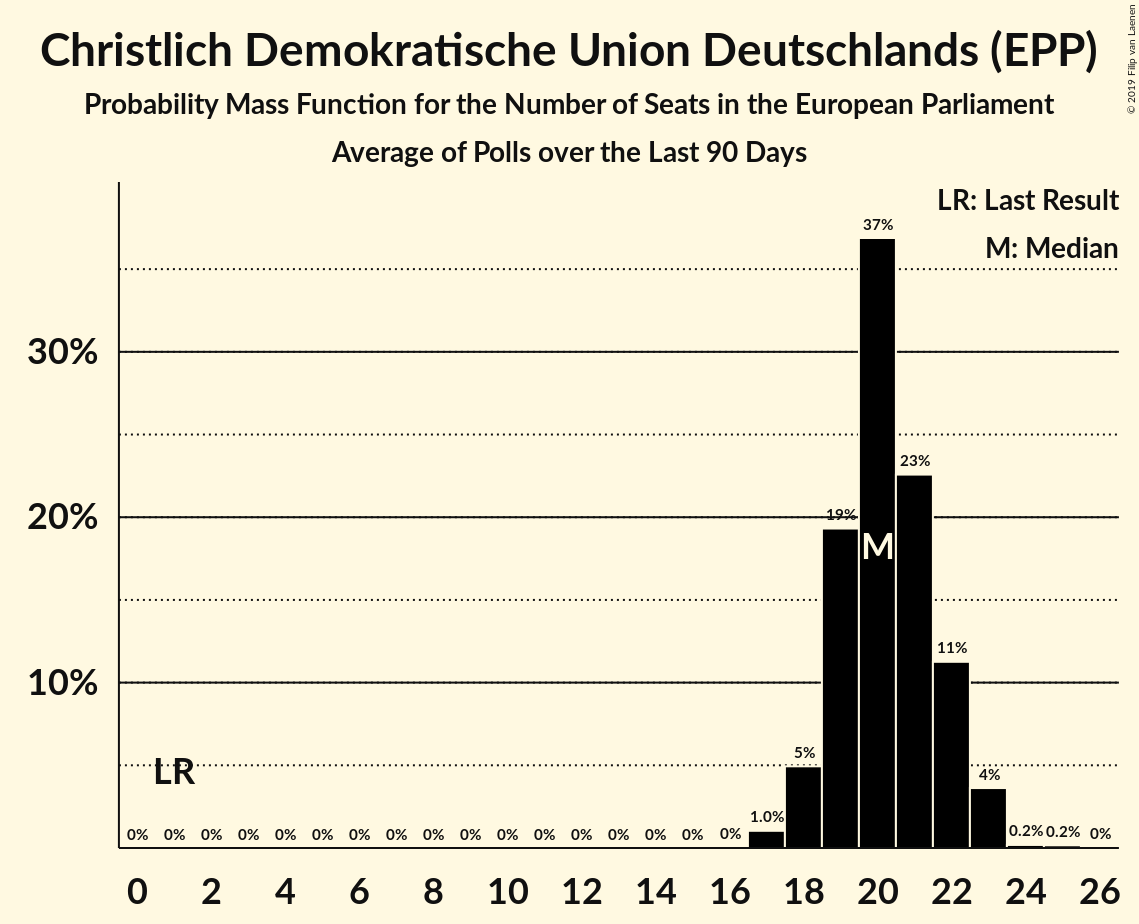 Christlich Demokratische Union Deutschlands (EPP)
Probability Mass Function for the Number of Seats in the European Parliament
Average of Polls over the Last 90 Days
© 2019 Filip van Laenen
LR: Last Result
M: Median
30%
20%
10%
LR
M
0% 0% 0% 0% 0% 0% 0% 0% 0% 0% 0% 0% 0% 0% 0% 0% 0% 1.0% 5% 19% 37% 23% 11% 4% 0.2% 0.2% 0%
0 2 4 6 8 10 12 14 16 18 20 22 24 26